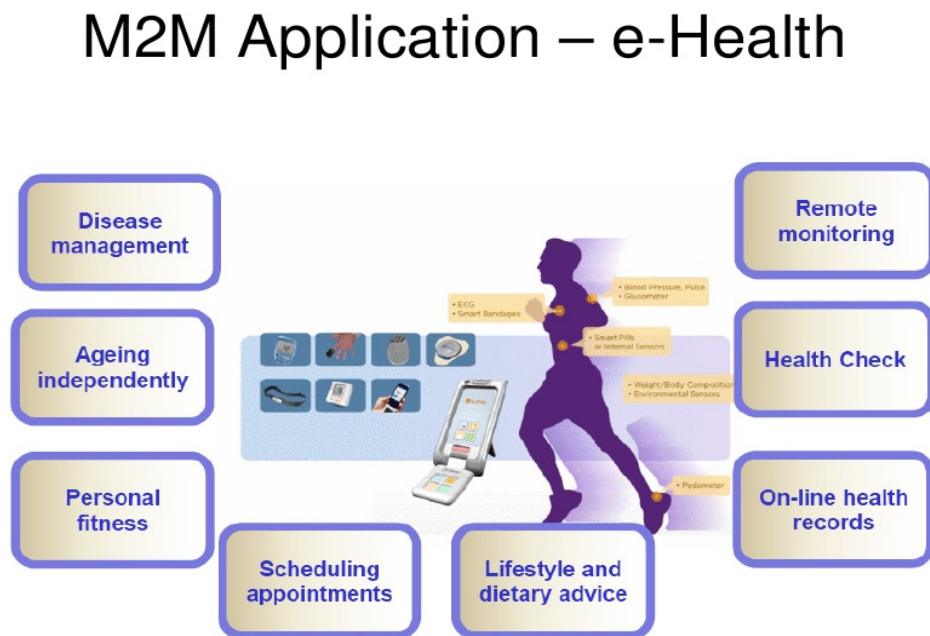 M2M Application – e-Health
Disease
management
Ageing
independently
Personal
fitness
Scheduling
appointments
Lifestyle and
dietary advice
Remote
monitoring
Health Check
On-line health
records
• ECG
• Smart Bandages
• Blood Pressure, Pulse
• Glucometer
• Smart Pills
or Internal Sensors
• Weight/Body Composition
• Environmental Sensors
• Pedometer